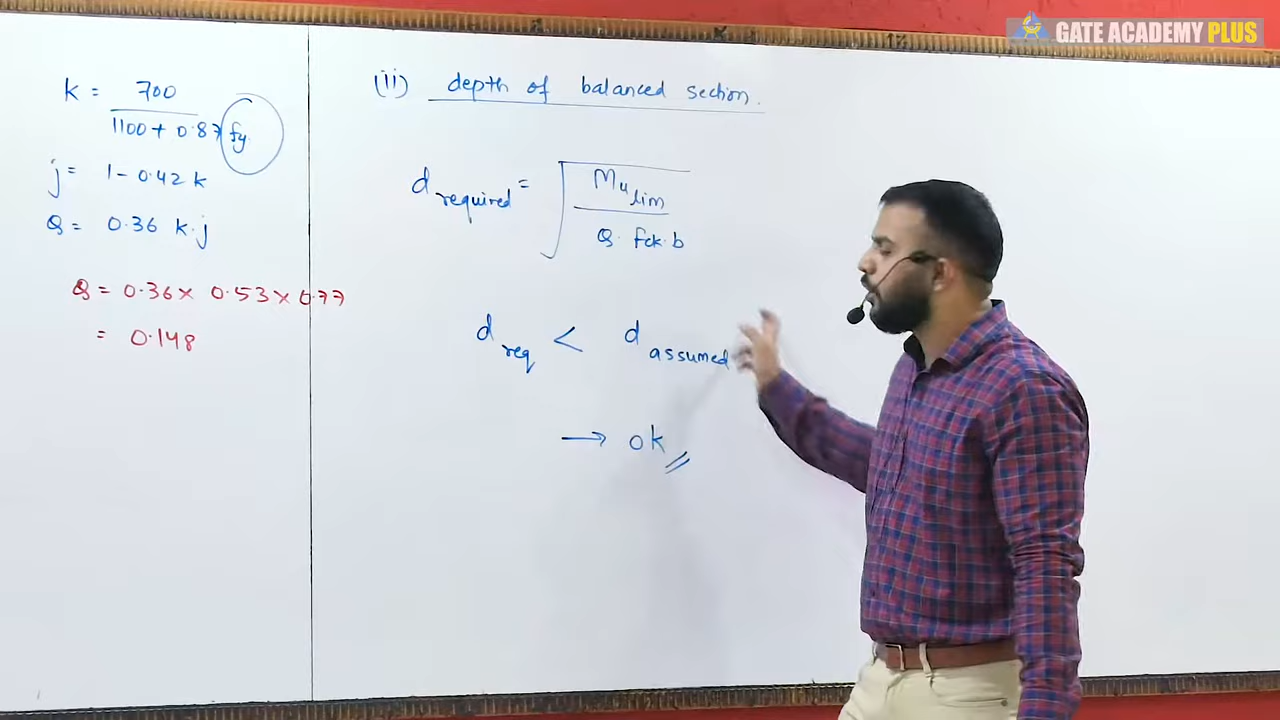 GATE ACADEMY PLUS
k = 700
1100 + 0.87 fy
j = 1 - 0.42 k
Q = 0.36 k.j
Q = 0.36 x 0.53 x 0.77
= 0.148
(ii) depth of balanced section.
d required = √ Mu lim
Q. fck. b
d req < d assumed
→ ok